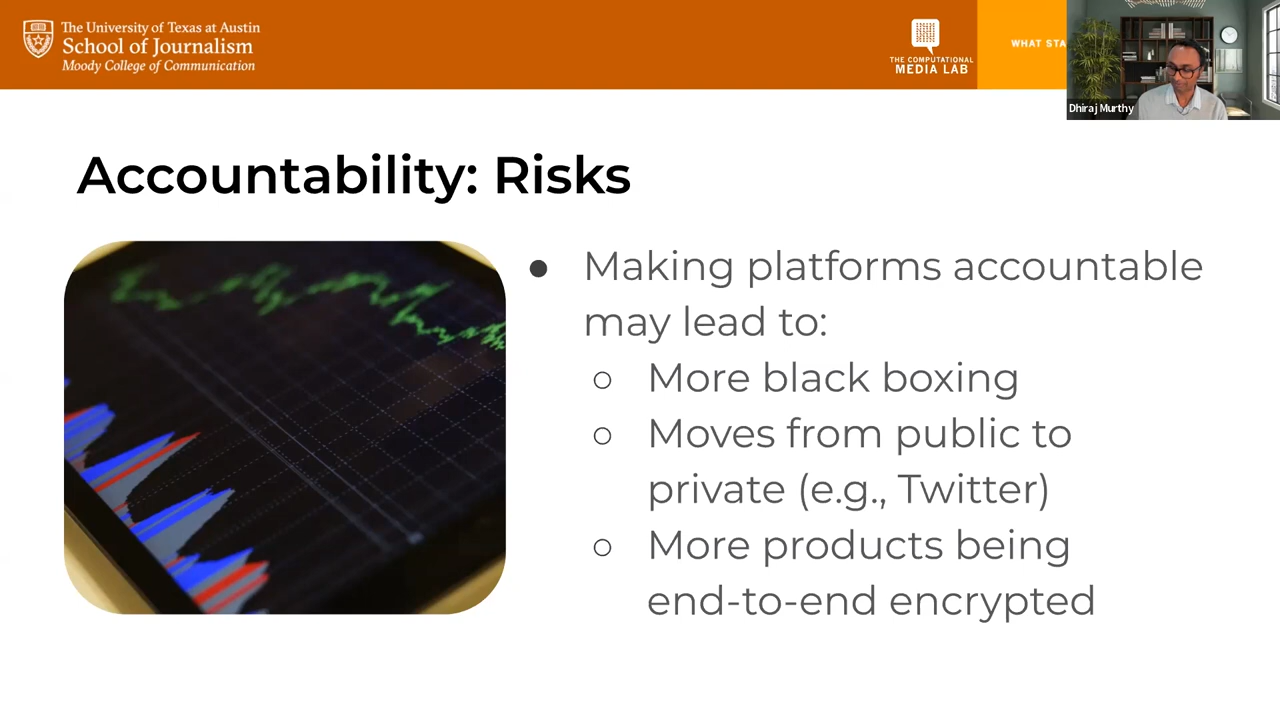 The University of Texas at Austin
School of Journalism
Moody College of Communication
THE COMPUTATIONAL
MEDIA LAB
WHAT STA
Dhiraj Murthy
Accountability: Risks
● Making platforms accountable
may lead to:
○ More black boxing
○ Moves from public to
private (e.g., Twitter)
○ More products being
end-to-end encrypted